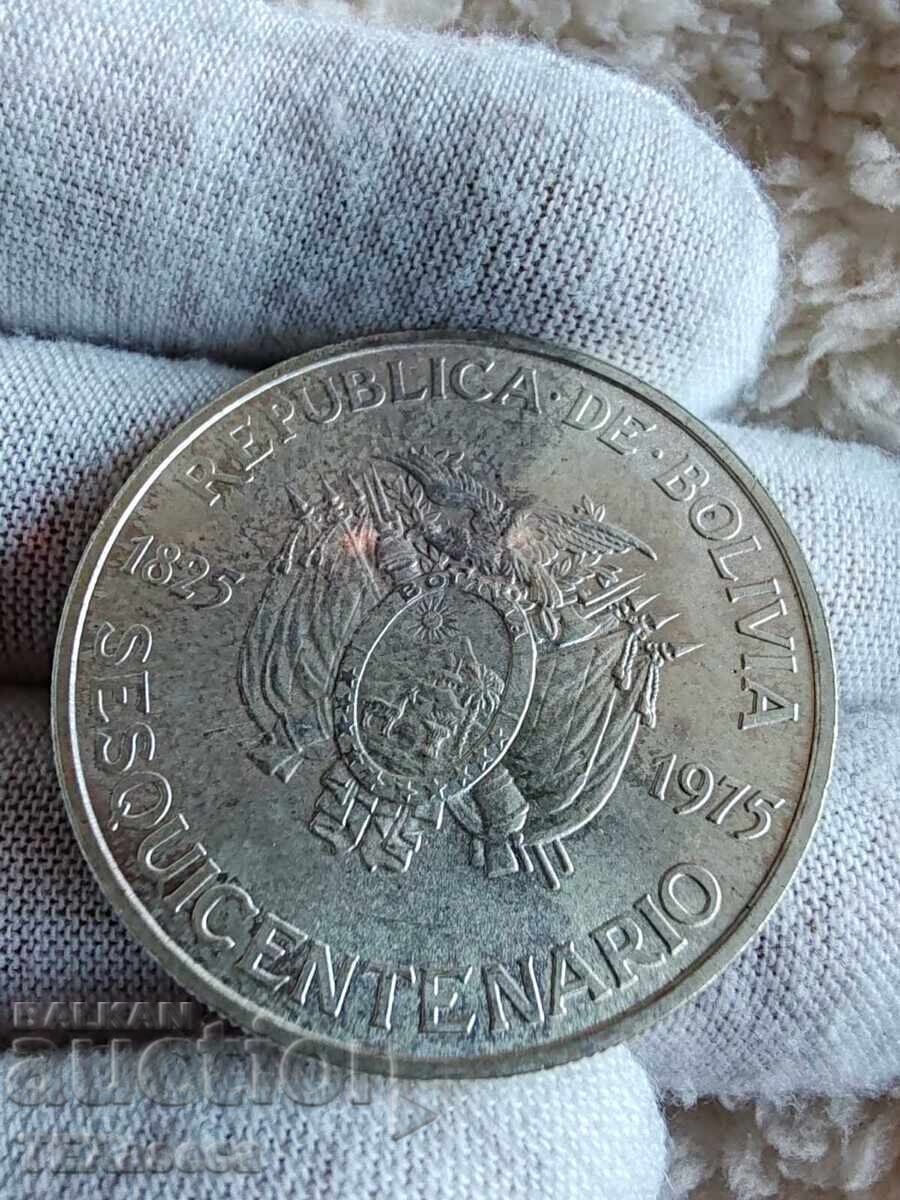 REPUBLICA · DE · BOLIVIA
1825
1975
SESQUICENTENARIO
BOLIVIA
BALKAN
auction